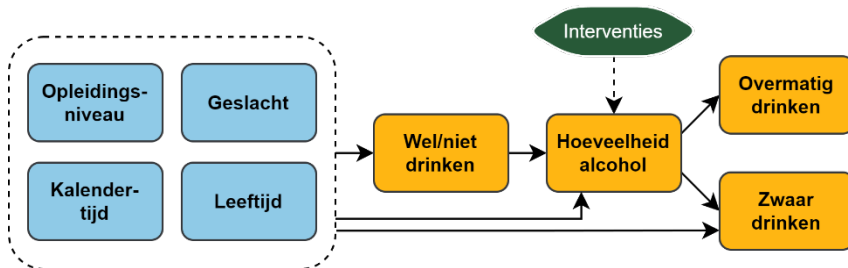 Interventies
Opleidings-
niveau
Geslacht
Kalender-
tijd
Leeftijd
Wel/niet
drinken
Hoeveelheid
alcohol
Overmatig
drinken
Zwaar
drinken